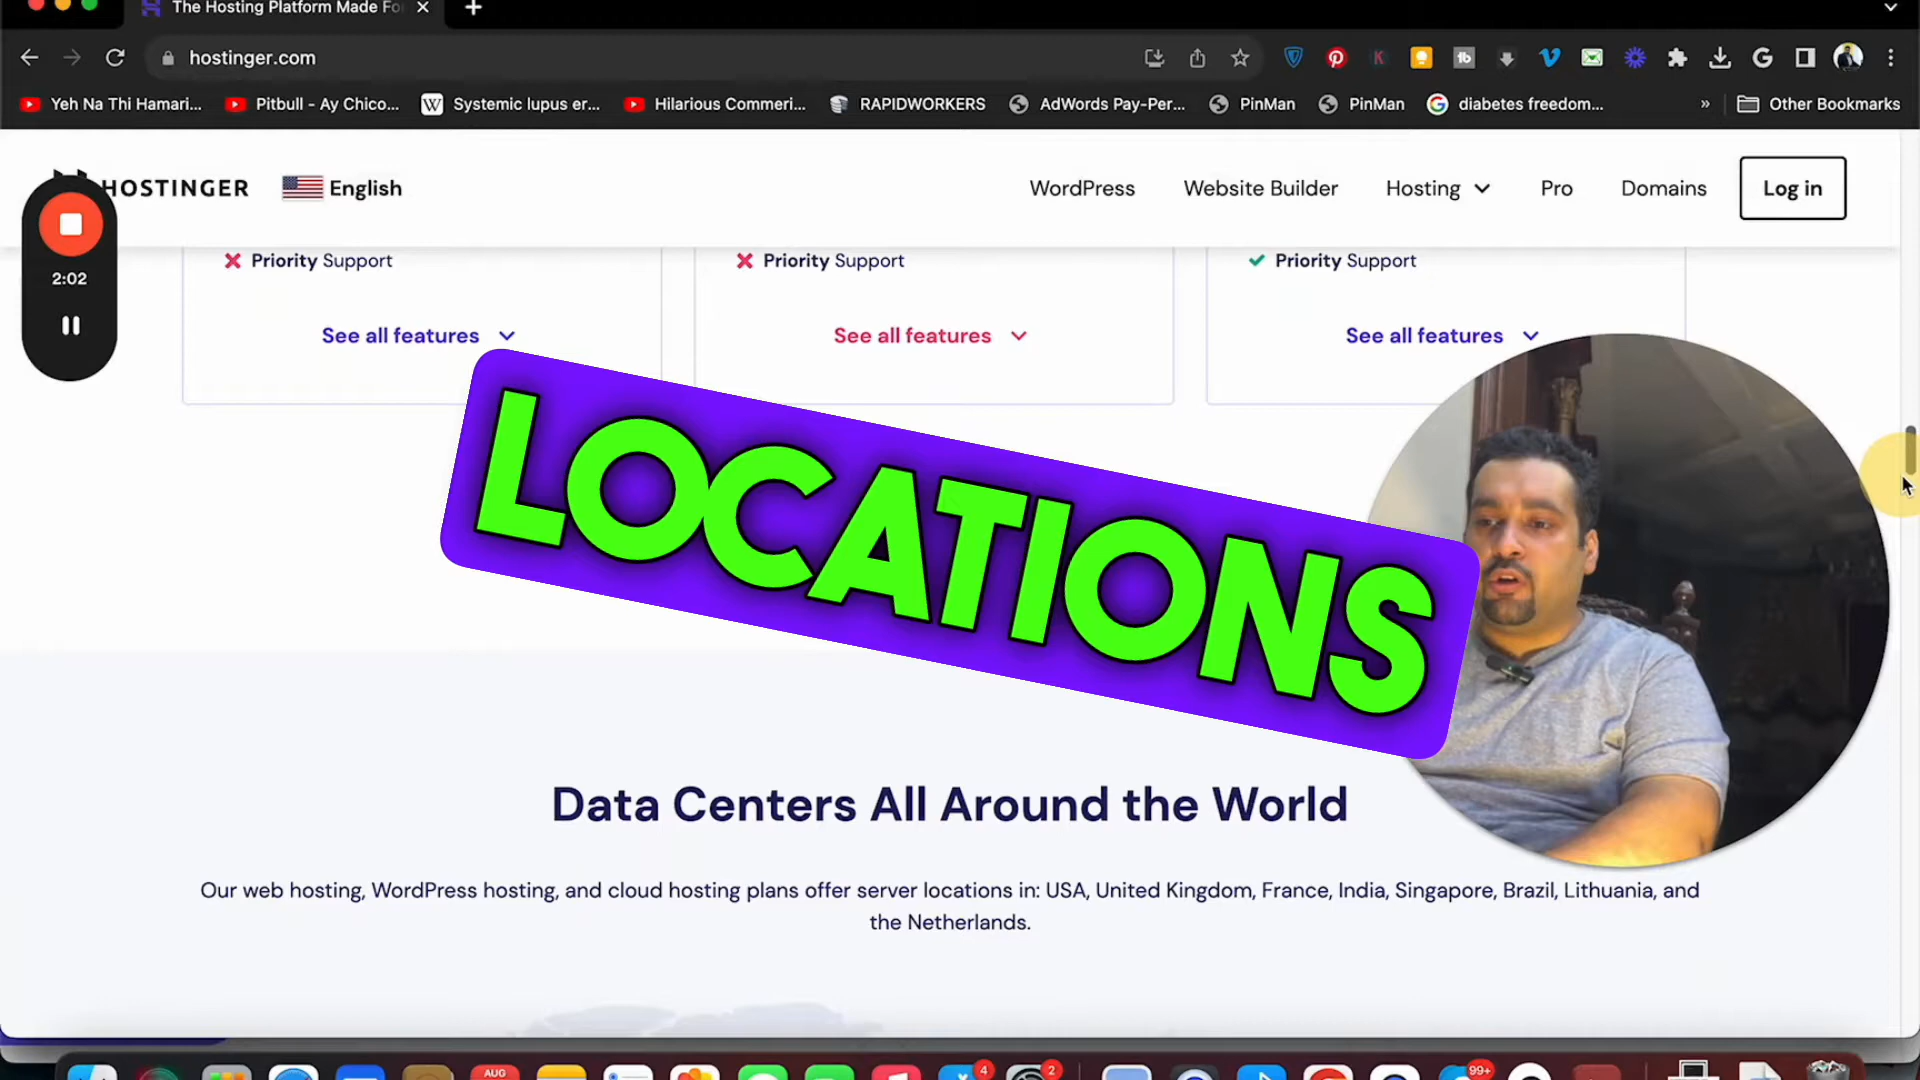 The Hosting Platform Made Fo
hostinger.com
Yeh Na Thi Hamari...
Pitbull - Ay Chico...
W
Systemic lupus er...
Hilarious Commeri...
RAPIDWORKERS
AdWords Pay-Per...
PinMan
PinMan
diabetes freedom...
Other Bookmarks
HOSTINGER
English
WordPress
Website Builder
Hosting
Pro
Domains
Log in
2:02
Priority Support
Priority Support
Priority Support
See all features
See all features
See all features
LOCATIONS
Data Centers All Around the World
Our web hosting, WordPress hosting, and cloud hosting plans offer server locations in: USA, United Kingdom, France, India, Singapore, Brazil, Lithuania, and
the Netherlands.
AUG
4
2
99+